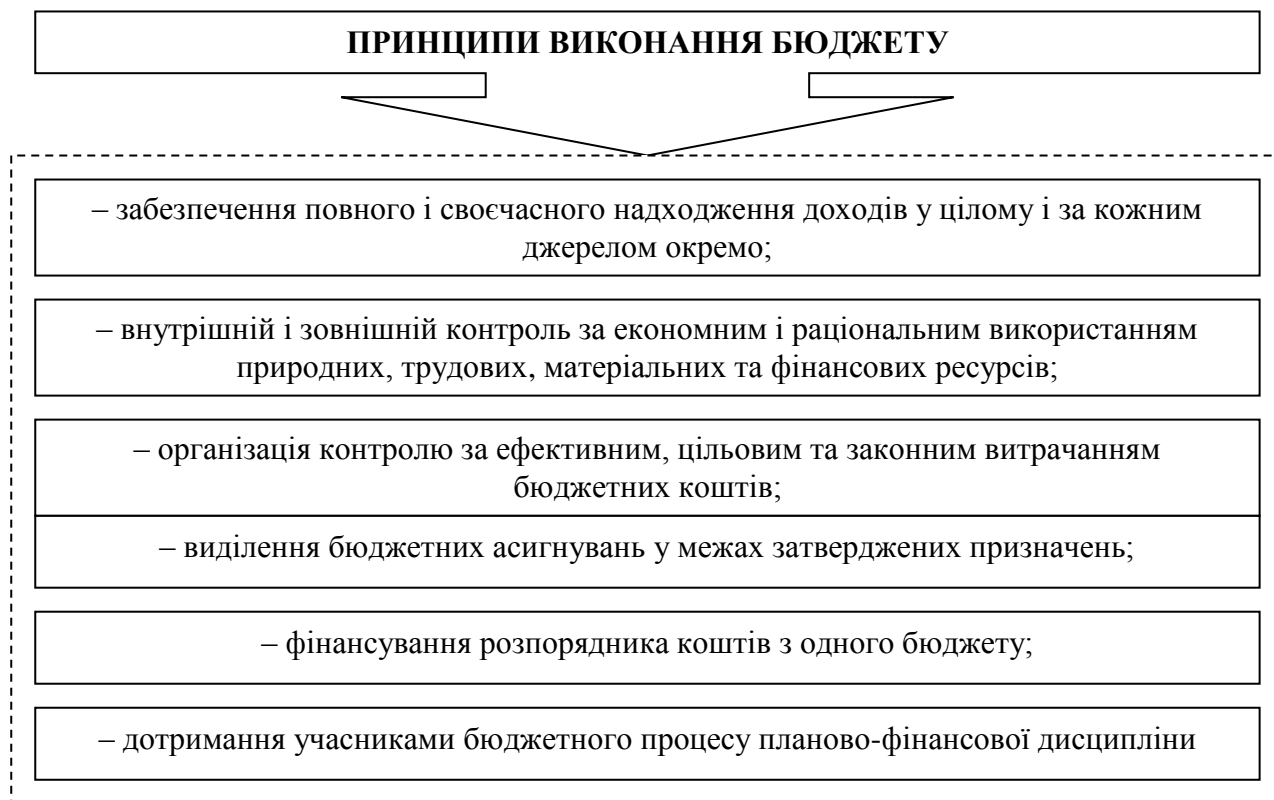 ПРИНЦИПИ ВИКОНАННЯ БЮДЖЕТУ
– забезпечення повного і своєчасного надходження доходів у цілому і за кожним
джерелом окремо;
– внутрішній і зовнішній контроль за економним і раціональним використанням
природних, трудових, матеріальних та фінансових ресурсів;
– організація контролю за ефективним, цільовим та законним витрачанням
бюджетних коштів;
– виділення бюджетних асигнувань у межах затверджених призначень;
– фінансування розпорядника коштів з одного бюджету;
– дотримання учасниками бюджетного процесу планово-фінансової дисципліни